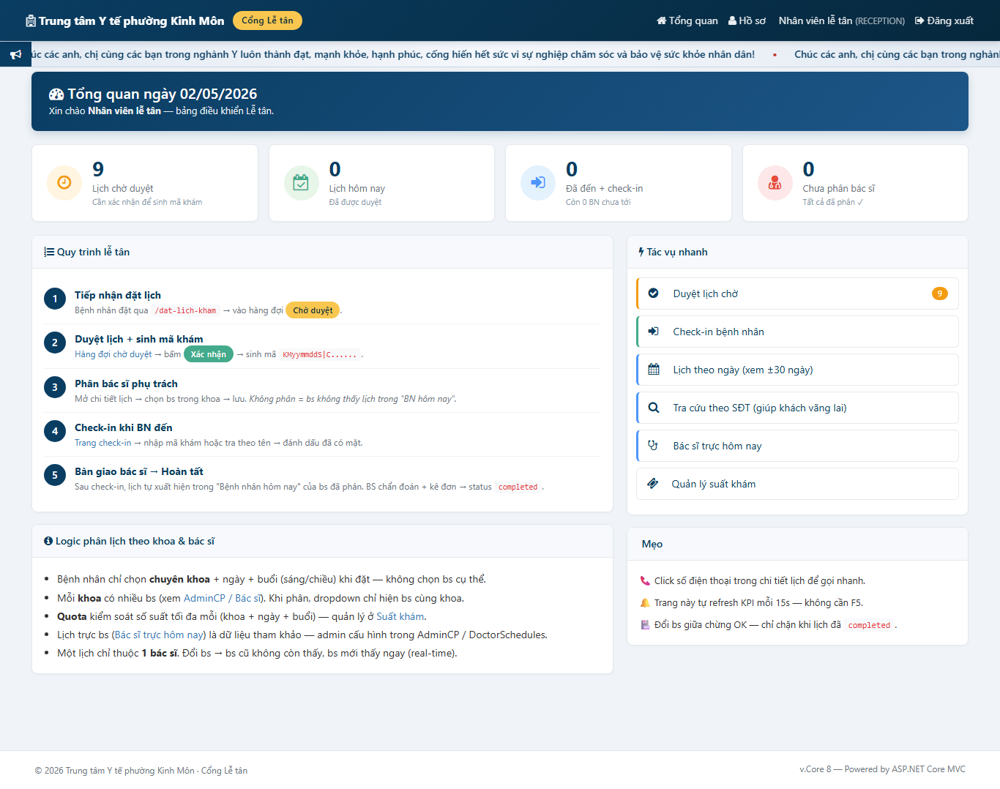 Trung tâm Y tế phường Kinh Môn Cổng Lễ tân Tổng quan Hồ sơ Nhân viên lễ tân (RECEPTION) Đăng xuất
úc các anh, chị cùng các bạn trong nghành Y luôn thành đạt, mạnh khỏe, hạnh phúc, cống hiến hết sức vì sự nghiệp chăm sóc và bảo vệ sức khỏe nhân dân! • Chúc các anh, chị cùng các bạn trong nghành
Tổng quan ngày 02/05/2026
Xin chào Nhân viên lễ tân — bảng điều khiển Lễ tân.
9
Lịch chờ duyệt
Cần xác nhận để sinh mã khám
0
Lịch hôm nay
Đã được duyệt
0
Đã đến + check-in
Còn 0 BN chưa tới
0
Chưa phân bác sĩ
Tất cả đã phân ✓
Quy trình lễ tân
1 Tiếp nhận đặt lịch
Bệnh nhân đặt qua /dat-lich-kham → vào hàng đợi Chờ duyệt.
2 Duyệt lịch + sinh mã khám
Hàng đợi chờ duyệt → bấm Xác nhận → sinh mã KMyymmddS|C...... .
3 Phân bác sĩ phụ trách
Mở chi tiết lịch → chọn bs trong khoa → lưu. Không phân = bs không thấy lịch trong "BN hôm nay".
4 Check-in khi BN đến
Trang check-in → nhập mã khám hoặc tra theo tên → đánh dấu đã có mặt.
5 Bàn giao bác sĩ → Hoàn tất
Sau check-in, lịch tự xuất hiện trong "Bệnh nhân hôm nay" của bs đã phân. BS chẩn đoán + kê đơn → status completed .
Tác vụ nhanh
Duyệt lịch chờ 9
Check-in bệnh nhân
Lịch theo ngày (xem ±30 ngày)
Tra cứu theo SĐT (giúp khách vãng lai)
Bác sĩ trực hôm nay
Quản lý suất khám
Logic phân lịch theo khoa & bác sĩ
• Bệnh nhân chỉ chọn chuyên khoa + ngày + buổi (sáng/chiều) khi đặt — không chọn bs cụ thể.
• Mỗi khoa có nhiều bs (xem AdminCP / Bác sĩ). Khi phân, dropdown chỉ hiện bs cùng khoa.
• Quota kiểm soát số suất tối đa mỗi (khoa + ngày + buổi) — quản lý ở Suất khám.
• Lịch trực bs (Bác sĩ trực hôm nay) là dữ liệu tham khảo — admin cấu hình trong AdminCP / DoctorSchedules.
• Một lịch chỉ thuộc 1 bác sĩ. Đổi bs → bs cũ không còn thấy, bs mới thấy ngay (real-time).
Mẹo
Click số điện thoại trong chi tiết lịch để gọi nhanh.
Trang này tự refresh KPI mỗi 15s — không cần F5.
Đổi bs giữa chừng OK — chỉ chặn khi lịch đã completed .
© 2026 Trung tâm Y tế phường Kinh Môn · Cổng Lễ tân
v.Core 8 — Powered by ASP.NET Core MVC